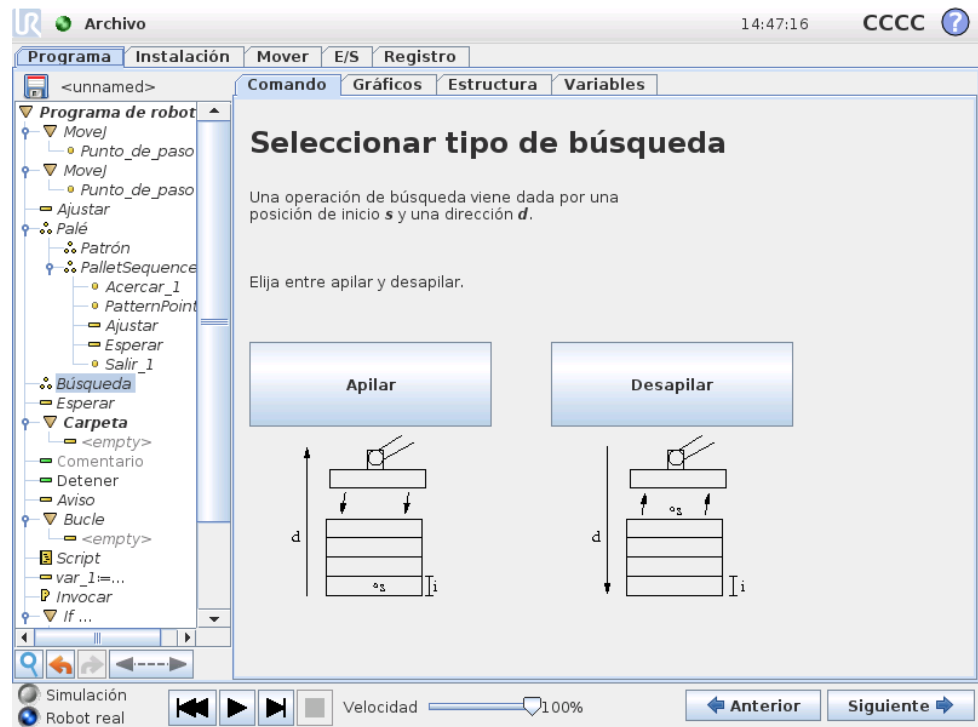 UR Archivo 14:47:16 CCCC ?
Programa Instalación Mover E/S Registro
<unnamed>
Comando Gráficos Estructura Variables
Programa de robot
MoveJ
Punto_de_paso
MoveJ
Punto_de_paso
Ajustar
Palé
Patrón
PalletSequence
Acercar_1
PatternPoint
Ajustar
Esperar
Salir_1
Búsqueda
Esperar
Carpeta
<empty>
Comentario
Detener
Aviso
Bucle
<empty>
Script
var_1:=...
P Invocar
If ...
Seleccionar tipo de búsqueda
Una operación de búsqueda viene dada por una
posición de inicio s y una dirección d.
Elija entre apilar y desapilar.
Apilar
Desapilar
d
s
i
d
s
i
Simulación
Robot real
Velocidad 100%
Anterior
Siguiente